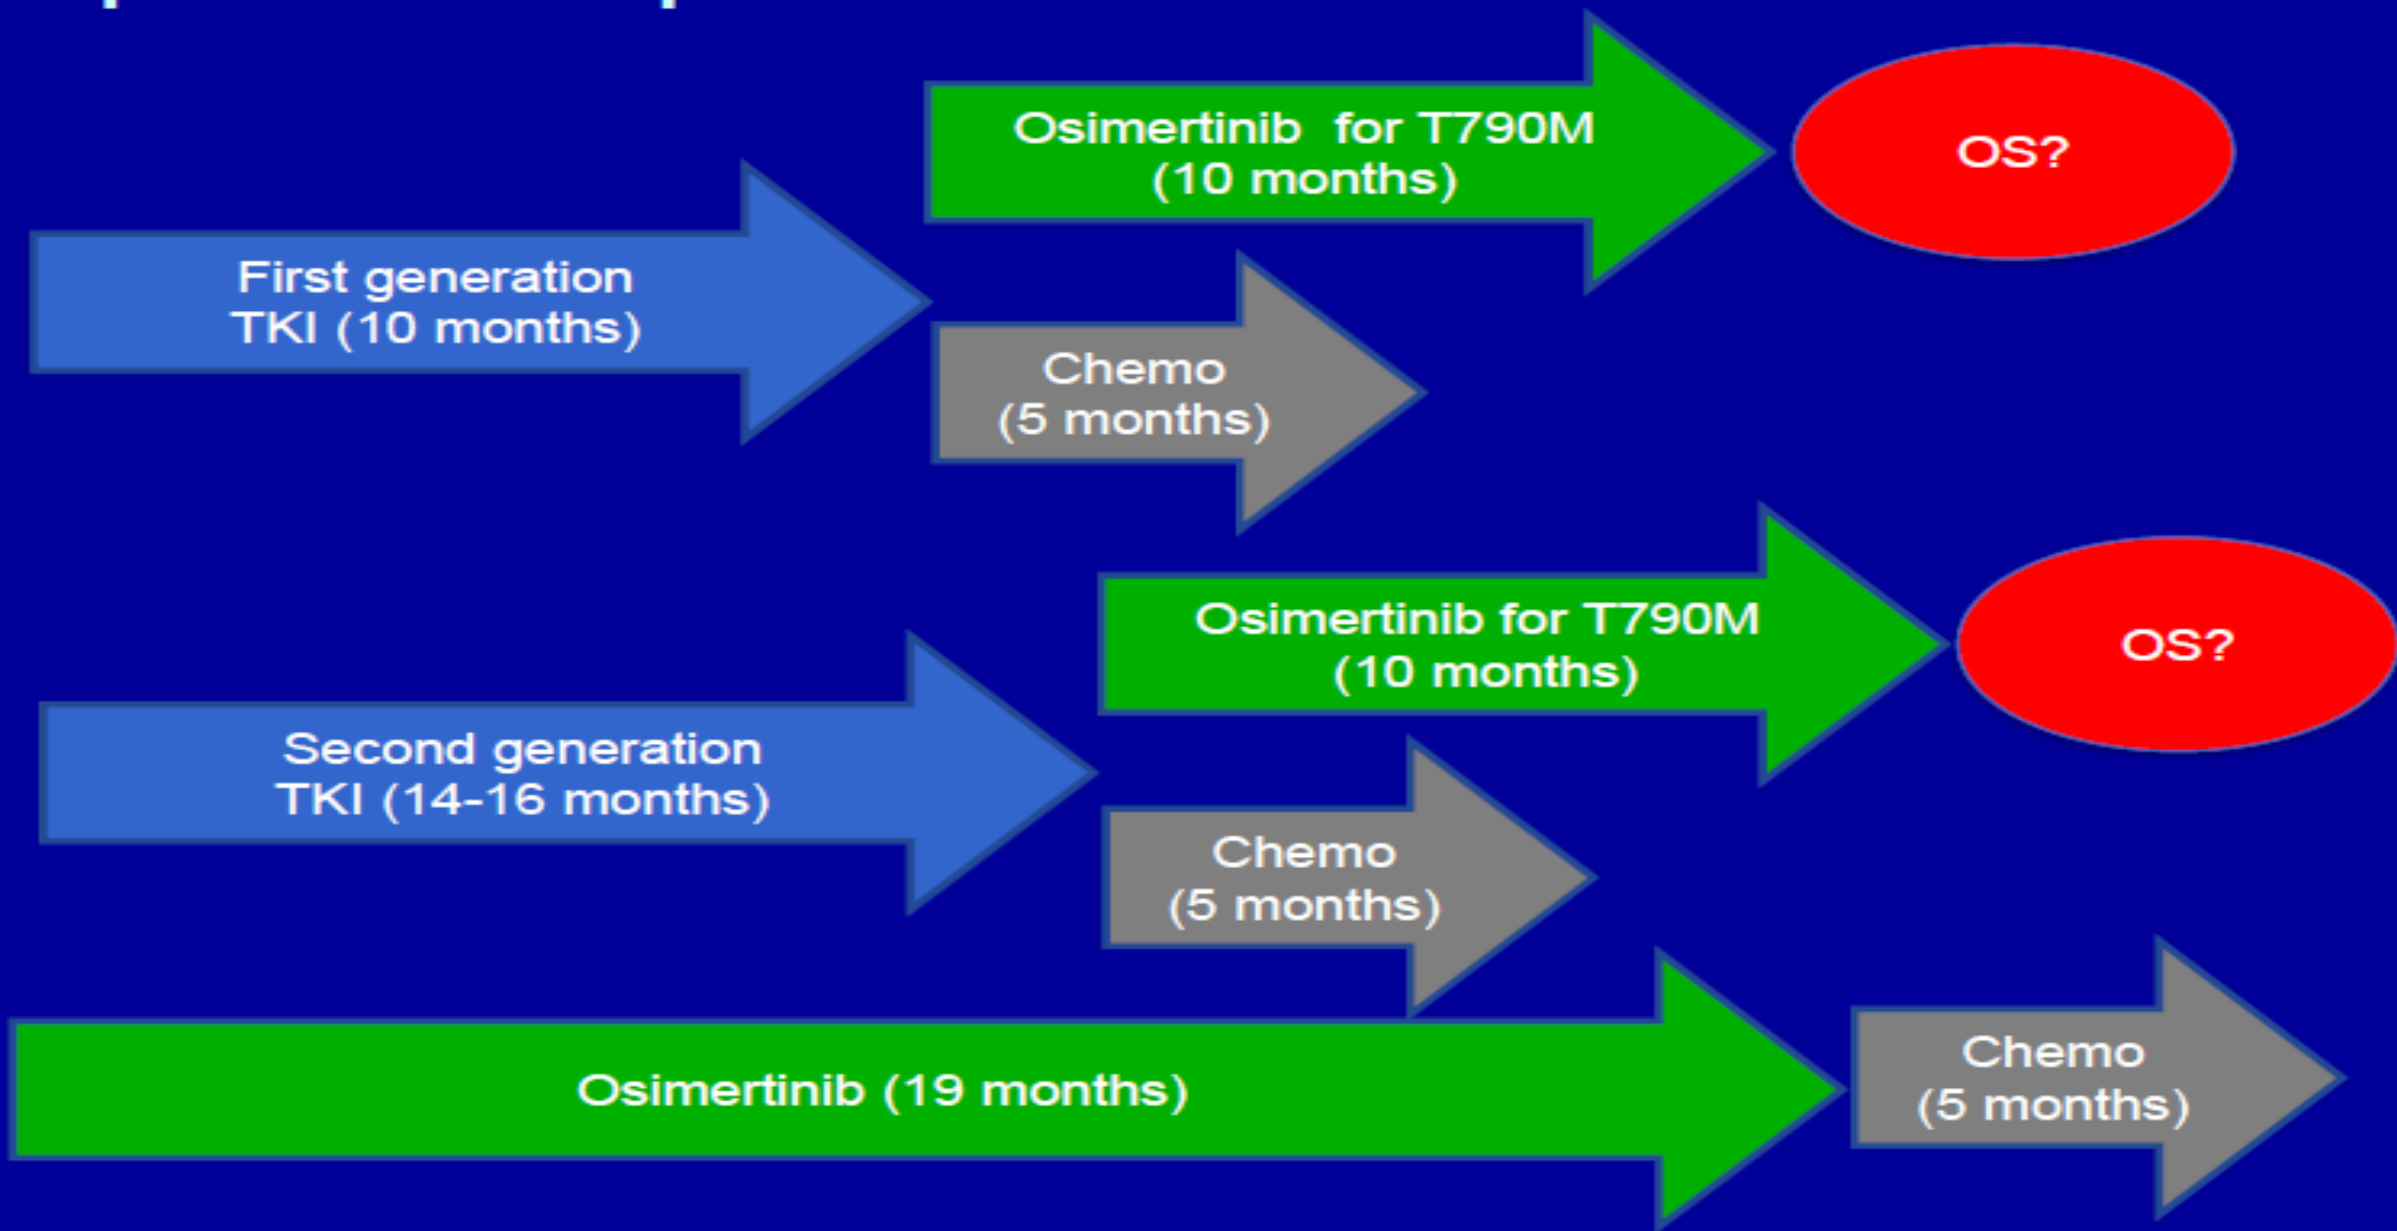 Osimertinib for T790M
(10 months)
OS?
First generation
TKI (10 months)
Chemo
(5 months)
Osimertinib for T790M
(10 months)
OS?
Second generation
TKI (14-16 months)
Chemo
(5 months)
Osimertinib (19 months)
Chemo
(5 months)